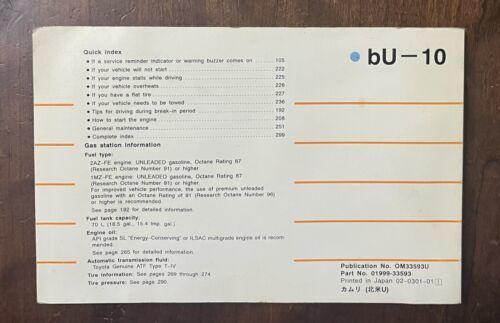 Quick index
● If a service reminder indicator or warning buzzer comes on .... 105
● If your vehicle will not start .... 222
● If your engine stalls while driving .... 225
● If your vehicle overheats .... 226
● If you have a flat tire .... 227
● If your vehicle needs to be towed .... 236
● Tips for driving during break-in period .... 192
● How to start the engine .... 208
● General maintenance .... 251
● Complete index .... 299
Gas station information
Fuel type:
2AZ-FE engine: UNLEADED gasoline, Octane Rating 87
(Research Octane Number 91) or higher
1MZ-FE engine: UNLEADED gasoline, Octane Rating 87
(Research Octane Number 91) or higher.
For improved vehicle performance, the use of premium unleaded
gasoline with an Octane Rating of 91 (Research Octane Number 96)
or higher.
See page 192 for detailed information.
Fuel tank capacity:
70 L (18.5 gal., 15.4 Imp. gal.)
Engine oil:
API grade SL "Energy-Conserving" or ILSAC multigrade engine oil is recom-
mended.
See page 265 for detailed information.
Automatic transmission fluid:
Toyota Genuine ATF Type T-IV
Tire information: See pages 269 through 274.
Tire pressure: See page 290.
● bU-10
Publication No. OM33593U
Part No. 01999-33593
Printed in Japan 02-0301-01 1
カムリ (北米U)